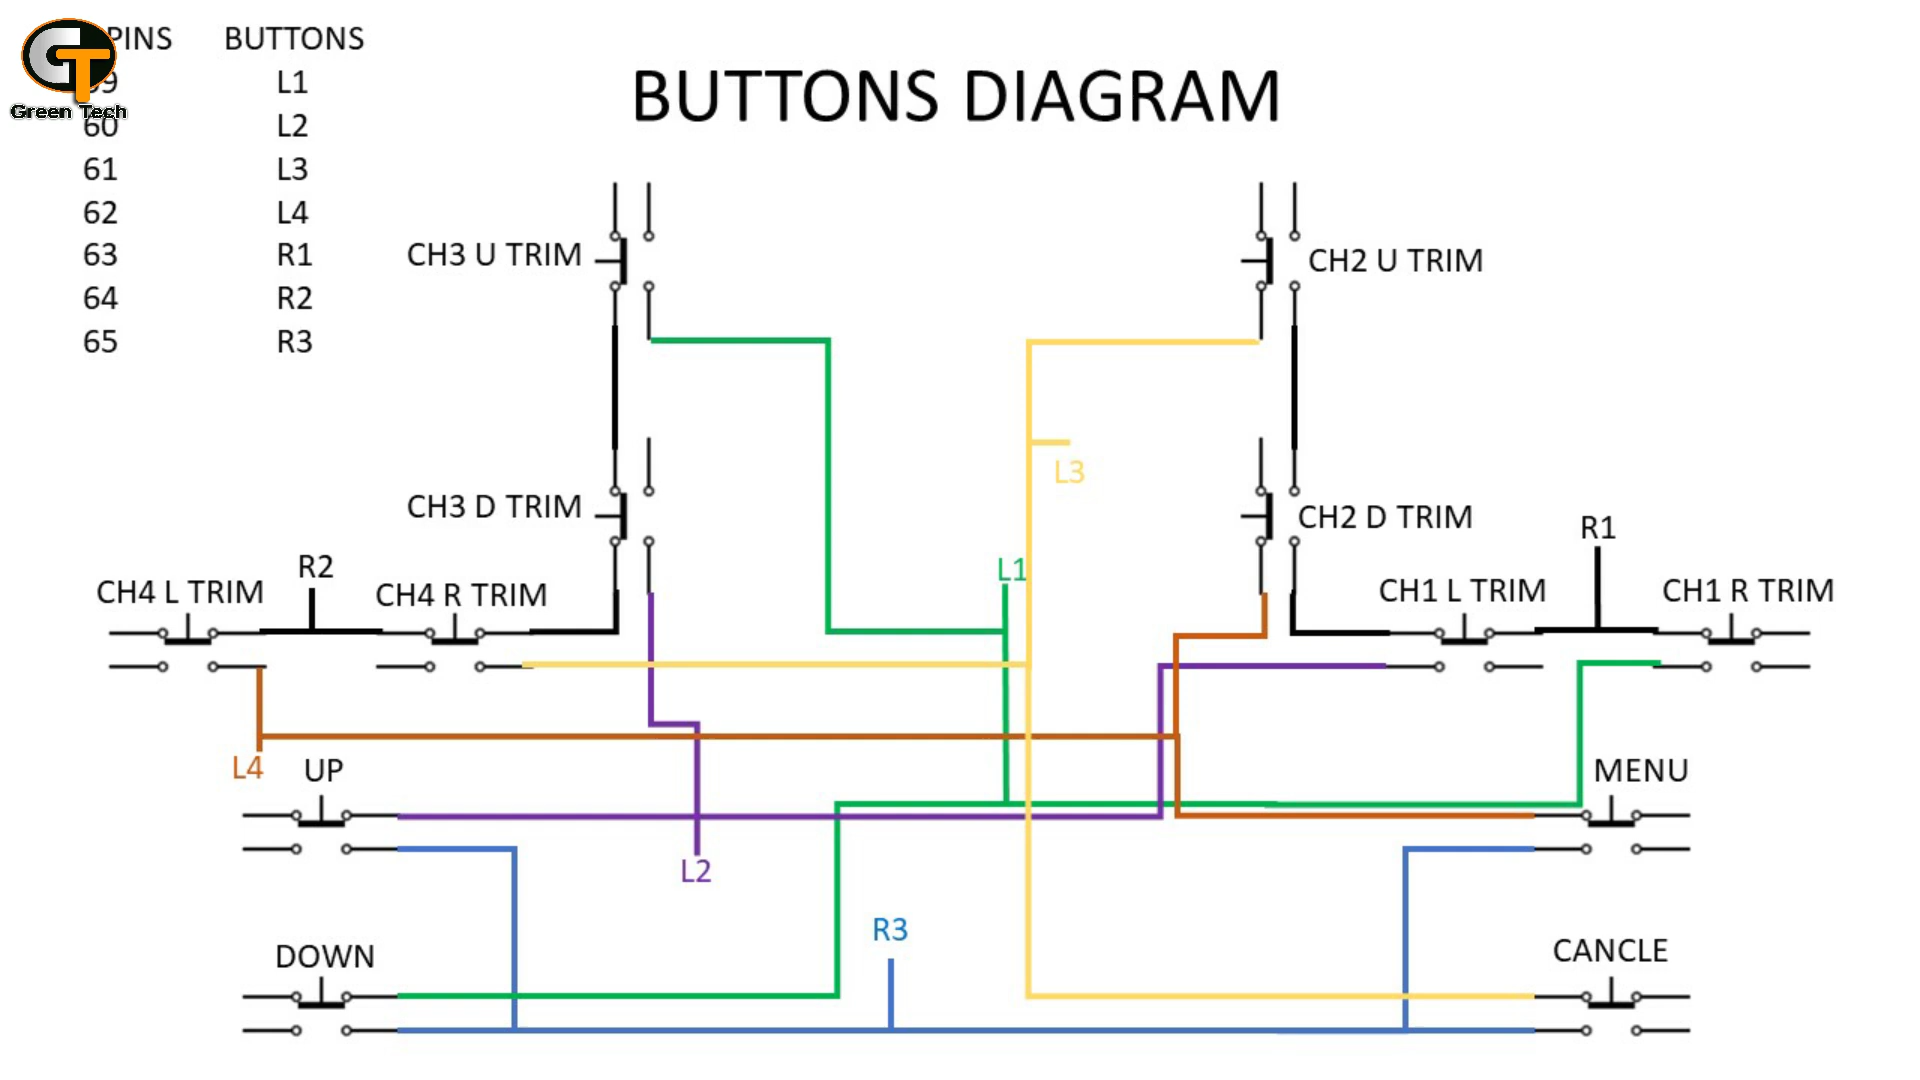 PINS BUTTONS
9 L1
60 L2
61 L3
62 L4
63 R1
64 R2
65 R3
GT
Green Tech
BUTTONS DIAGRAM
CH3 U TRIM
CH2 U TRIM
L3
CH3 D TRIM
CH2 D TRIM
R1
L1
R2
CH4 L TRIM
CH4 R TRIM
CH1 L TRIM
CH1 R TRIM
L4
UP
MENU
L2
R3
DOWN
CANCLE